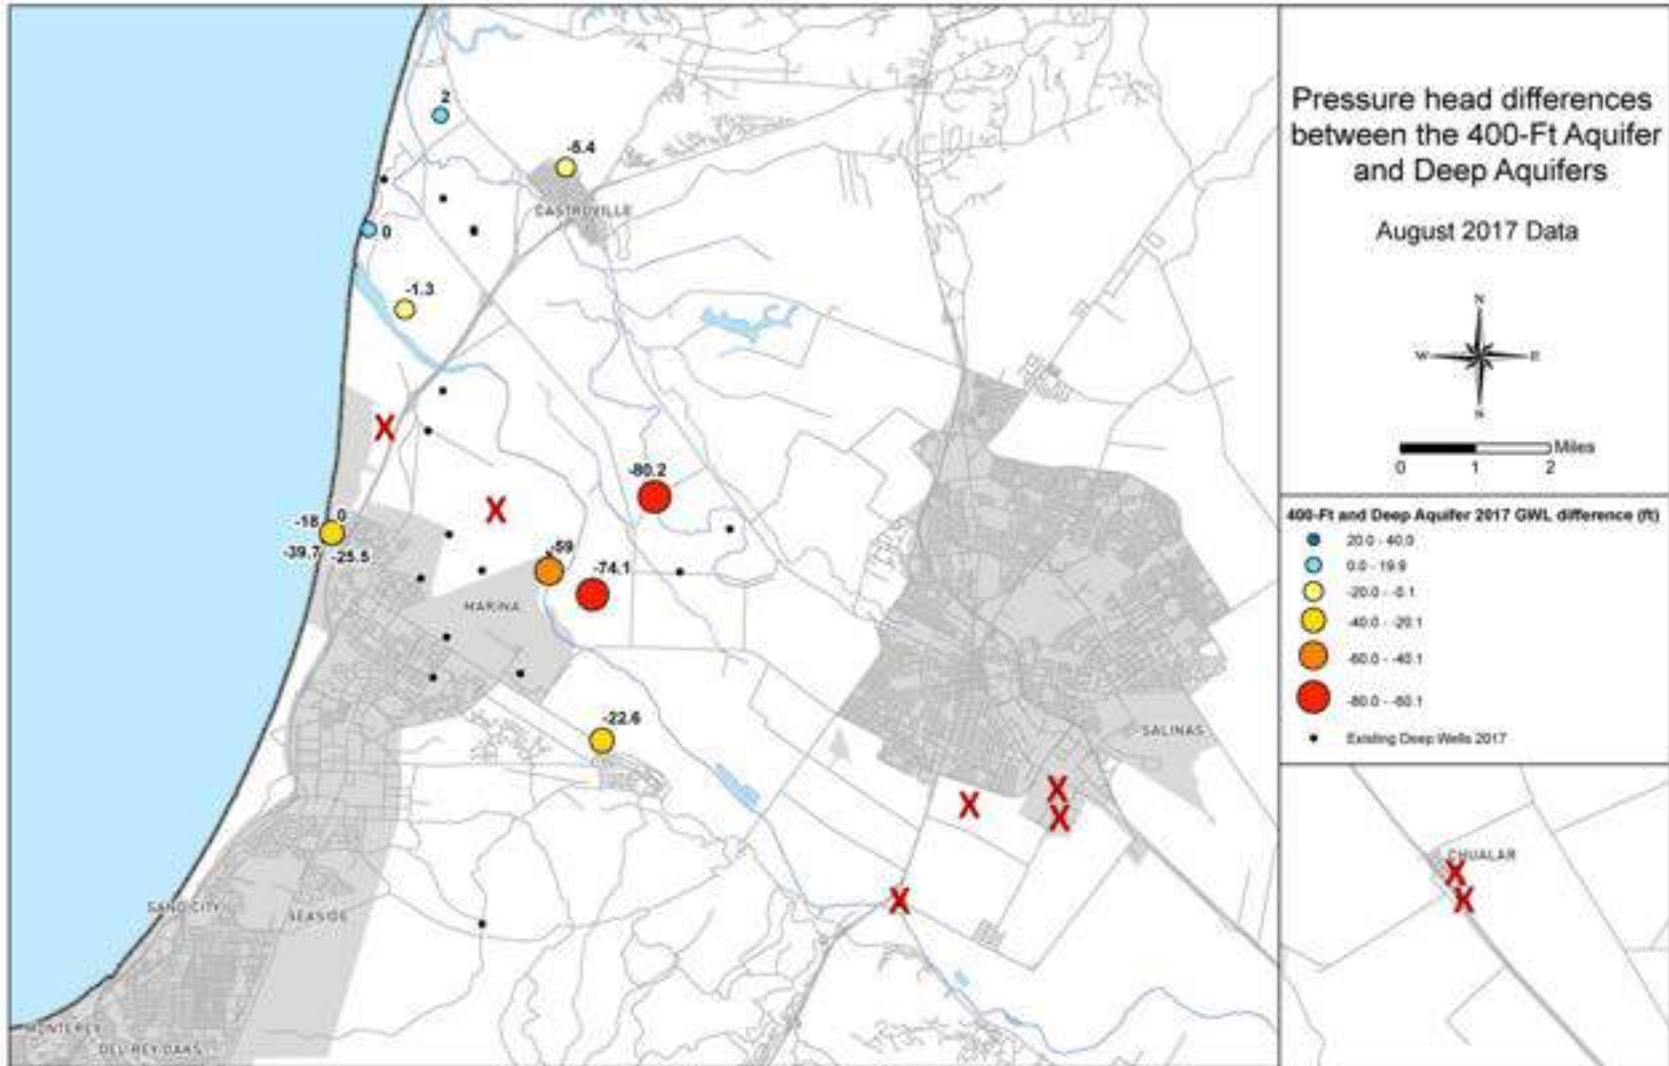 Pressure head differences
between the 400-Ft Aquifer
and Deep Aquifers
August 2017 Data
N
W E
S
Miles
0 1 2
400-Ft and Deep Aquifer 2017 GWL difference (ft)
20.0 - 40.0
0.0 - 19.9
-20.0 - -0.1
-40.0 - -20.1
-60.0 - -40.1
-80.0 - -60.1
Existing Deep Wells 2017
2
-5.4
CASTROVILLE
0
-1.3
X
-80.2
X
-18 0
-39.7 -25.5
-59
-74.1
MARINA
-22.6
SALINAS
X
X
X
X
CHUALAR
X
X
SAND CITY
SEASIDE
MONTEREY
DEL REY OAKS